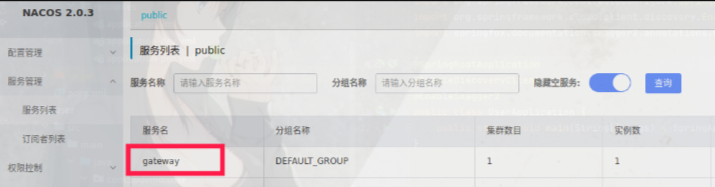 NACOS 2.0.3
public
配置管理
服务列表 | public
服务管理
服务名称 请输入服务名称 分组名称 请输入分组名称 隐藏空服务: 查询
服务列表
订阅者列表
服务名 分组名称 集群数目 实例数
权限控制
gateway DEFAULT_GROUP 1 1